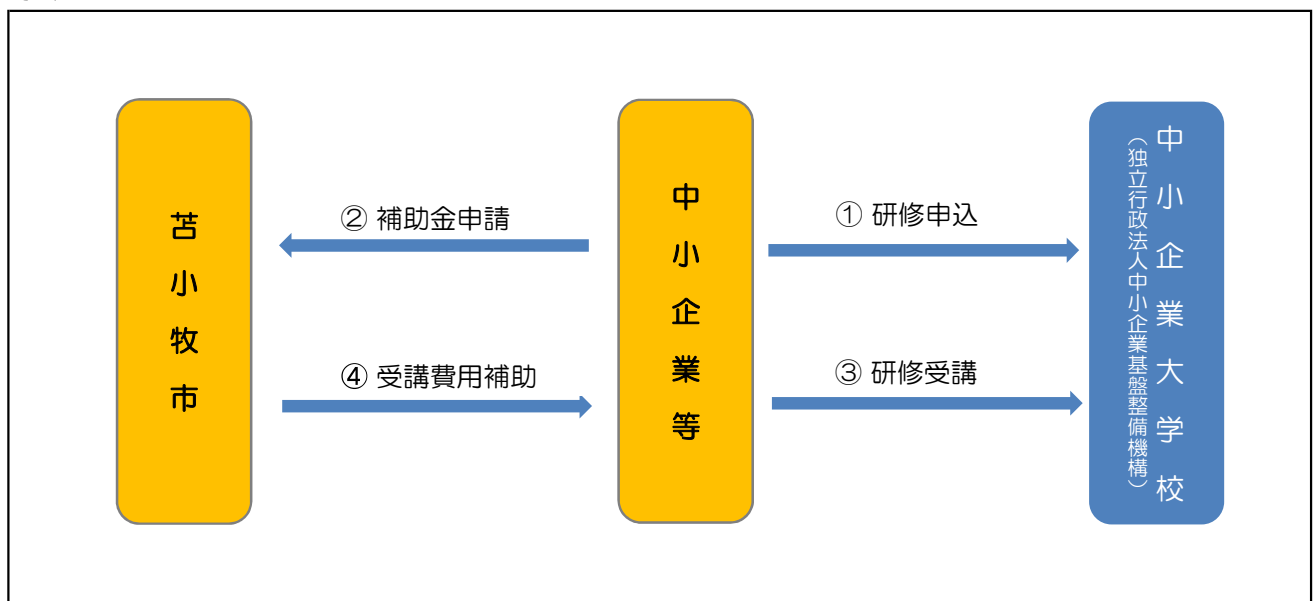 苫小牧市
② 補助金申請
④ 受講費用補助
中小企業等
① 研修申込
③ 研修受講
中小企業大学校
（独立行政法人中小企業基盤整備機構）